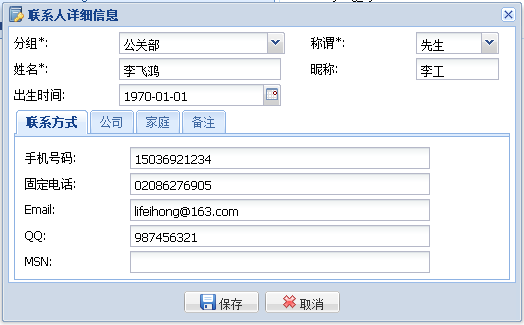 联系人详细信息
分组*: 公关部 称谓*: 先生
姓名*: 李飞鸿 昵称: 李工
出生时间: 1970-01-01
联系方式 公司 家庭 备注
手机号码: 15036921234
固定电话: 02086276905
Email: lifeihong@163.com
QQ: 987456321
MSN:
保存 取消